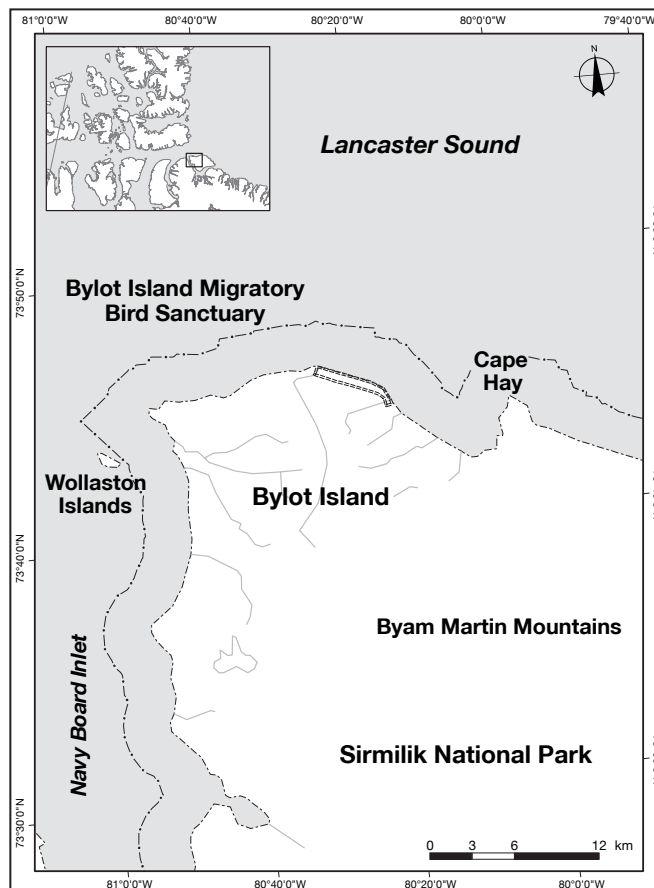 81°0'0"W 80°40'0"W 80°20'0"W 80°0'0"W 79°40'0"W
N
Lancaster Sound
73°50'0"N
Bylot Island Migratory
Bird Sanctuary
Cape
Hay
Wollaston
Islands
Bylot Island
73°40'0"N
Byam Martin Mountains
Navy Board Inlet
Sirmilik National Park
73°30'0"N
0 3 6 12 km
81°0'0"W 80°40'0"W 80°20'0"W 80°0'0"W